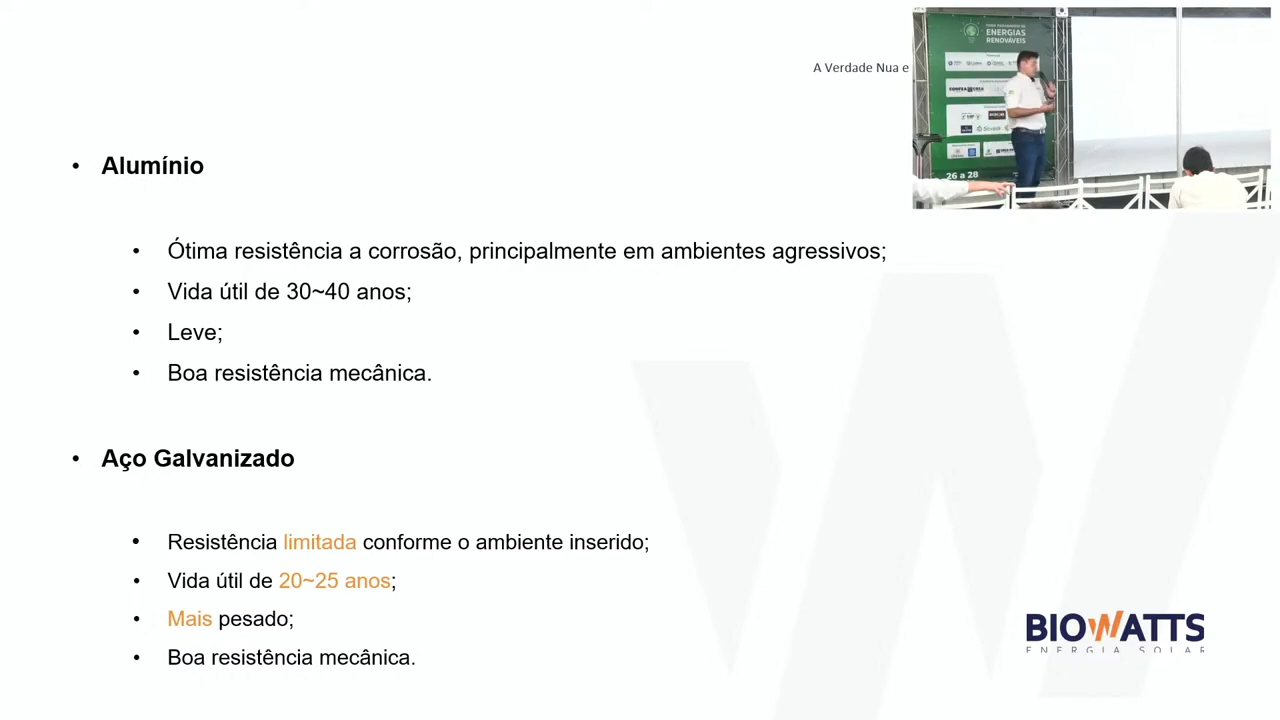 A Verdade Nua e
ENERGIAS
RENOVÁVEIS
CONFEA
26 a 28
• Alumínio
• Ótima resistência a corrosão, principalmente em ambientes agressivos;
• Vida útil de 30~40 anos;
• Leve;
• Boa resistência mecânica.
• Aço Galvanizado
• Resistência limitada conforme o ambiente inserido;
• Vida útil de 20~25 anos;
• Mais pesado;
• Boa resistência mecânica.
BIOWATTS
ENERGIA SOLAR